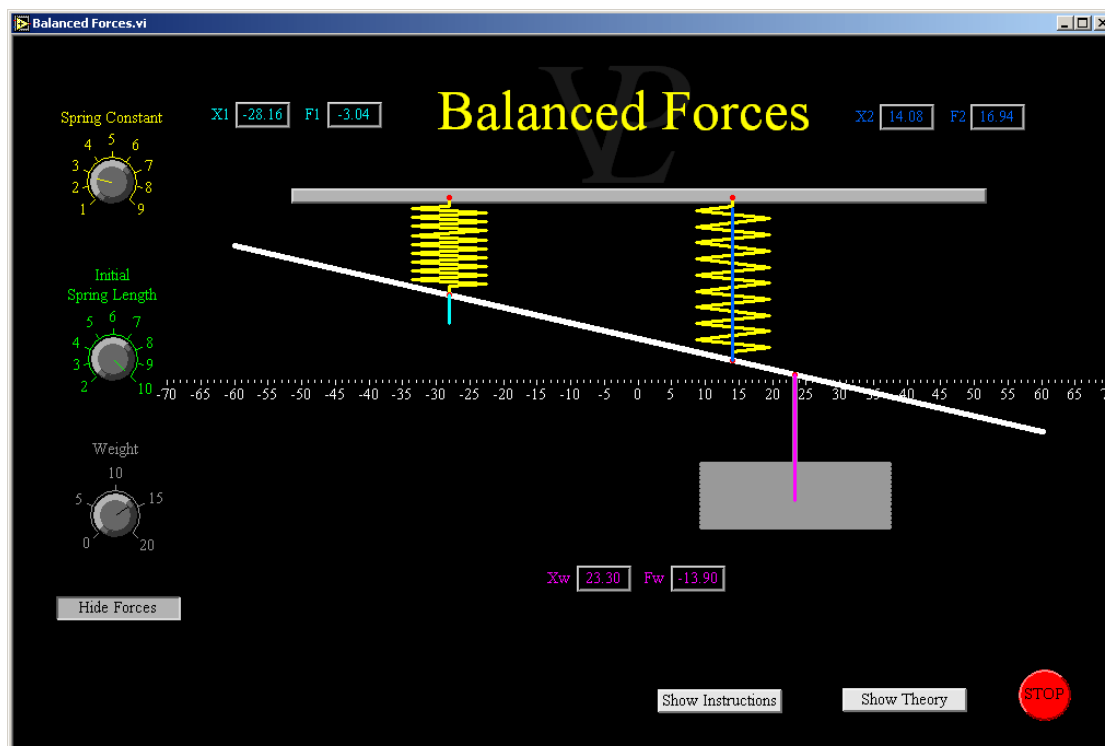 Balanced Forces.vi
VPL
Balanced Forces
X1 -28.16 F1 -3.04
X2 14.08 F2 16.94
Spring Constant
1 2 3 4 5 6 7 8 9
Initial
Spring Length
2 3 4 5 6 7 8 9 10
-70 -65 -60 -55 -50 -45 -40 -35 -30 -25 -20 -15 -10 -5 0 5 10 15 20 25 30 35 40 45 50 55 60 65
Weight
0 5 10 15 20
Xw 23.30 Fw -13.90
Hide Forces
Show Instructions
Show Theory
STOP